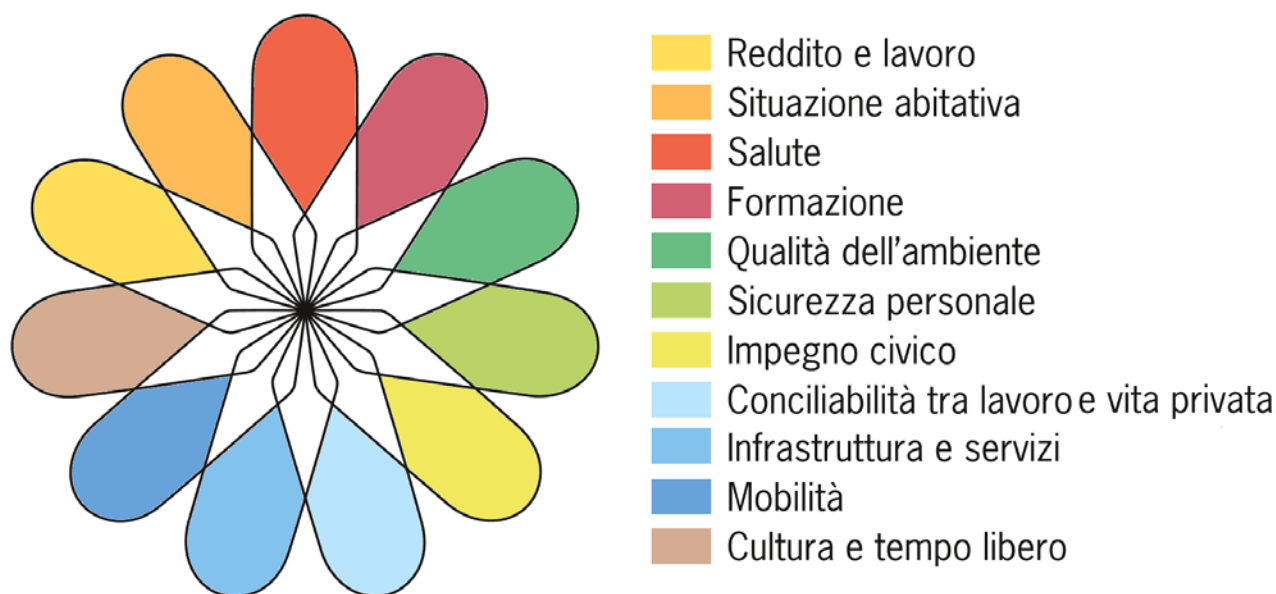 Reddito e lavoro
Situazione abitativa
Salute
Formazione
Qualità dell'ambiente
Sicurezza personale
Impegno civico
Conciliabilità tra lavoro e vita privata
Infrastruttura e servizi
Mobilità
Cultura e tempo libero